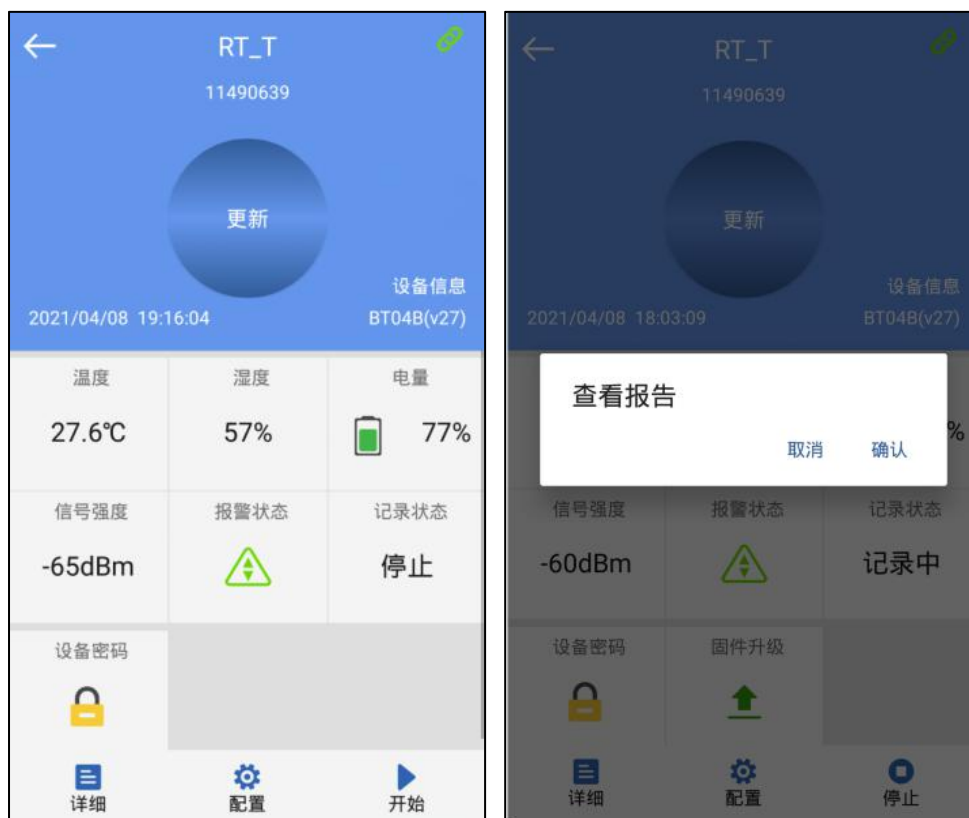 RT_T
11490639
更新
设备信息
2021/04/08 19:16:04 BT04B(v27)
温度 湿度 电量
27.6℃ 57% 77%
信号强度 报警状态 记录状态
-65dBm 停止
设备密码
详细 配置 开始
RT_T
11490639
更新
设备信息
2021/04/08 18:03:09 BT04B(v27)
查看报告
取消 确认
%
信号强度 报警状态 记录状态
-60dBm 记录中
设备密码 固件升级
详细 配置 停止